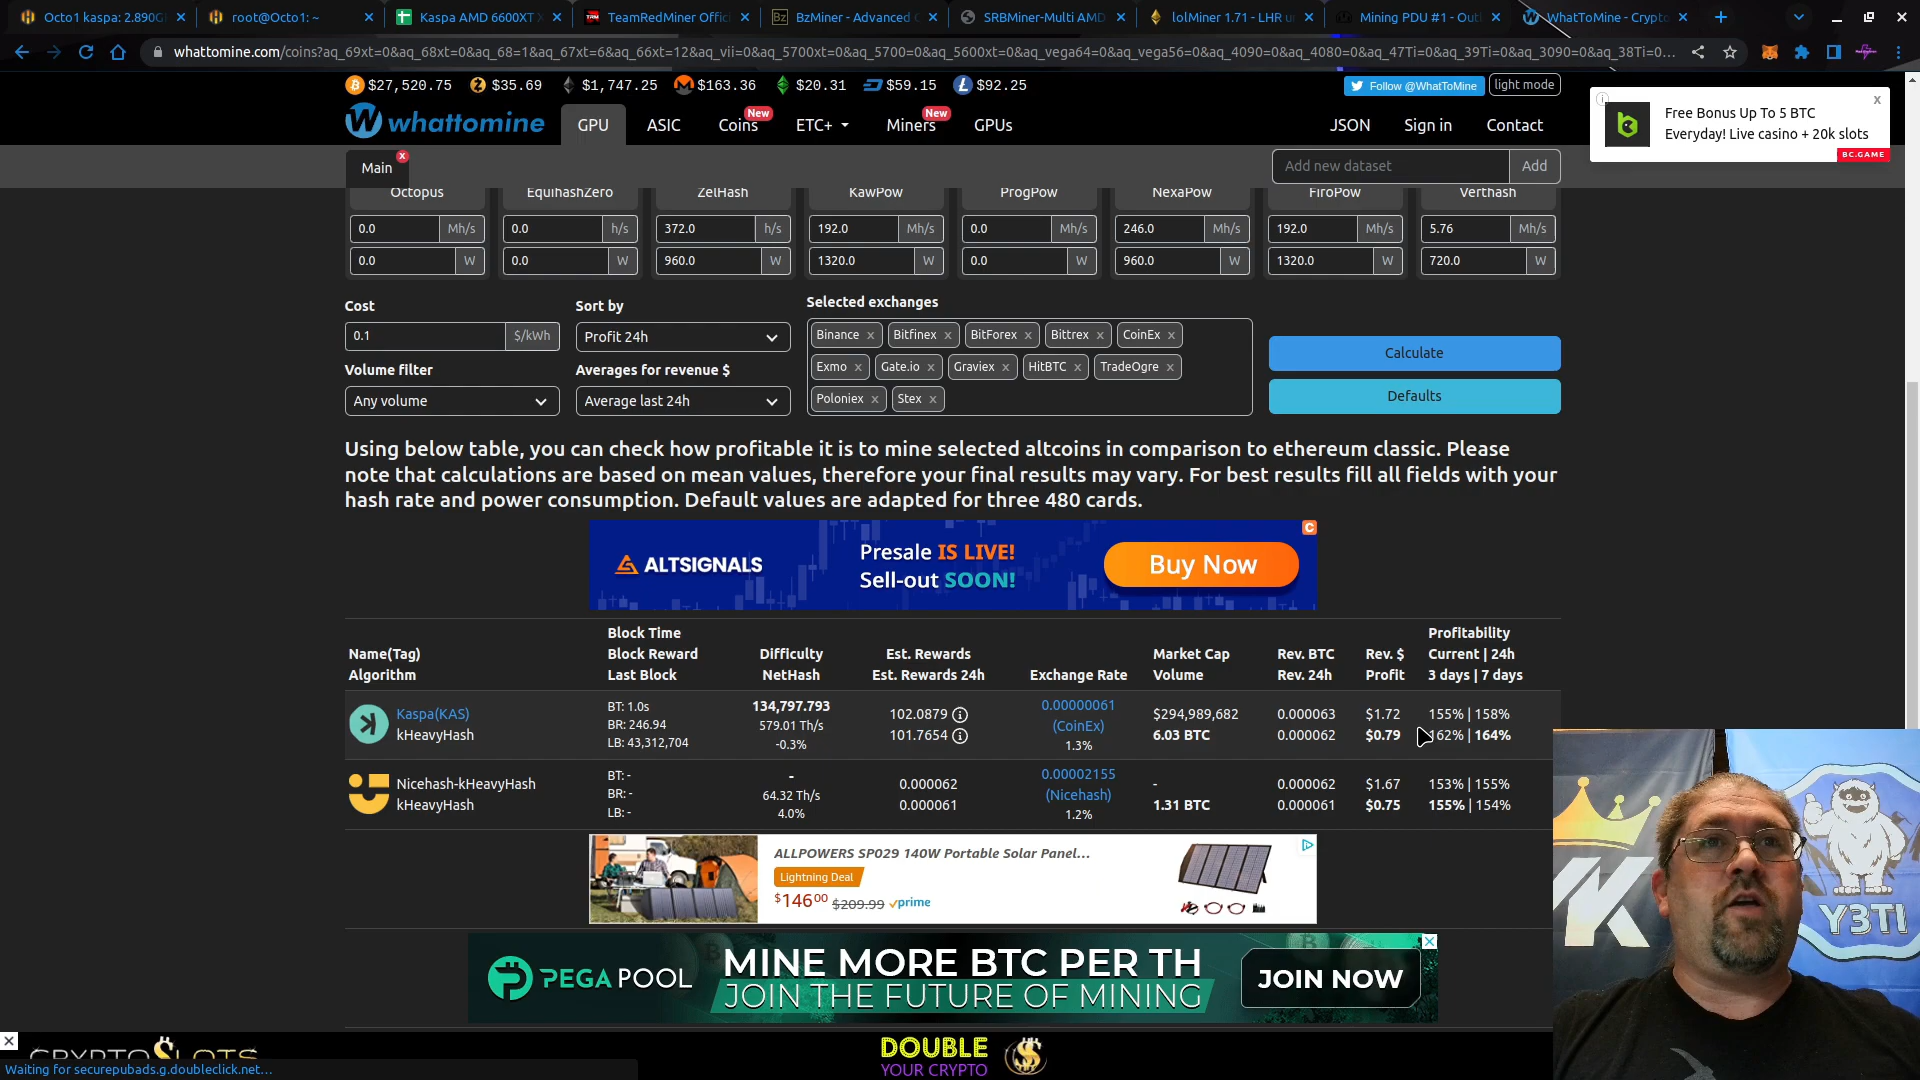 Octo1 kaspa: 2.890G
root@Octo1: ~
Kaspa AMD 6600XT X
TeamRedMiner Offic
BzMiner - Advanced C
SRBMiner-Multi AMD
lolMiner 1.71 - LHR u
Mining PDU #1 - Outl
WhatToMine - Crypto
whattomine.com/coins?aq_69xt=0&aq_68xt=0&aq_68=1&aq_67xt=6&aq_66xt=12&aq_vii=0&aq_5700xt=0&aq_5700=0&aq_5600xt=0&aq_vega64=0&aq_vega56=0&aq_4090=0&aq_4080=0&aq_47Ti=0&aq_39Ti=0&aq_3090=0&aq_38Ti=0...
$27,520.75 $35.69 $1,747.25 $163.36 $20.31 $59.15 $92.25
Follow @WhatToMine light mode
whattomine GPU ASIC Coins New ETC+ Miners New GPUs JSON Sign in Contact
Free Bonus Up To 5 BTC
Everyday! Live casino + 20k slots
BC.GAME
Main x Add new dataset Add
Octopus EquihashZero ZelHash KawPow ProgPow NexaPow FiroPow Verthash
0.0 Mh/s 0.0 h/s 372.0 h/s 192.0 Mh/s 0.0 Mh/s 246.0 Mh/s 192.0 Mh/s 5.76 Mh/s
0.0 W 0.0 W 960.0 W 1320.0 W 0.0 W 960.0 W 1320.0 W 720.0 W
Cost Sort by Selected exchanges
0.1 $/kWh Profit 24h
Binance x Bitfinex x BitForex x Bittrex x CoinEx x
Exmo x Gate.io x Graviex x HitBTC x TradeOgre x
Poloniex x Stex x
Calculate
Defaults
Volume filter Averages for revenue $
Any volume Average last 24h
Using below table, you can check how profitable it is to mine selected altcoins in comparison to ethereum classic. Please
note that calculations are based on mean values, therefore your final results may vary. For best results fill all fields with your
hash rate and power consumption. Default values are adapted for three 480 cards.
ALTSIGNALS
Presale IS LIVE!
Sell-out SOON!
Buy Now
Name(Tag)
Algorithm
Block Time
Block Reward
Last Block
Difficulty
NetHash
Est. Rewards
Est. Rewards 24h
Exchange Rate
Market Cap
Volume
Rev. BTC
Rev. 24h
Rev. $
Profit
Profitability
Current | 24h
3 days | 7 days
Kaspa(KAS)
kHeavyHash
BT: 1.0s
BR: 246.94
LB: 43,312,704
134,797.793
579.01 Th/s
-0.3%
102.0879
101.7654
0.00000061
(CoinEx)
1.3%
$294,989,682
6.03 BTC
0.000063
0.000062
$1.72
$0.79
155% | 158%
162% | 164%
Nicehash-kHeavyHash
kHeavyHash
BT: -
BR: -
LB: -
-
64.32 Th/s
4.0%
0.000062
0.000061
0.00002155
(Nicehash)
1.2%
-
1.31 BTC
0.000062
0.000061
$1.67
$0.75
153% | 155%
155% | 154%
ALLPOWERS SP029 140W Portable Solar Panel...
Lightning Deal
$146.00 $209.99 prime
PEGA POOL
MINE MORE BTC PER TH
JOIN THE FUTURE OF MINING
JOIN NOW
CRYPTO SLOTS
DOUBLE
YOUR CRYPTO
Waiting for securepubads.g.doubleclick.net...
Y3TI